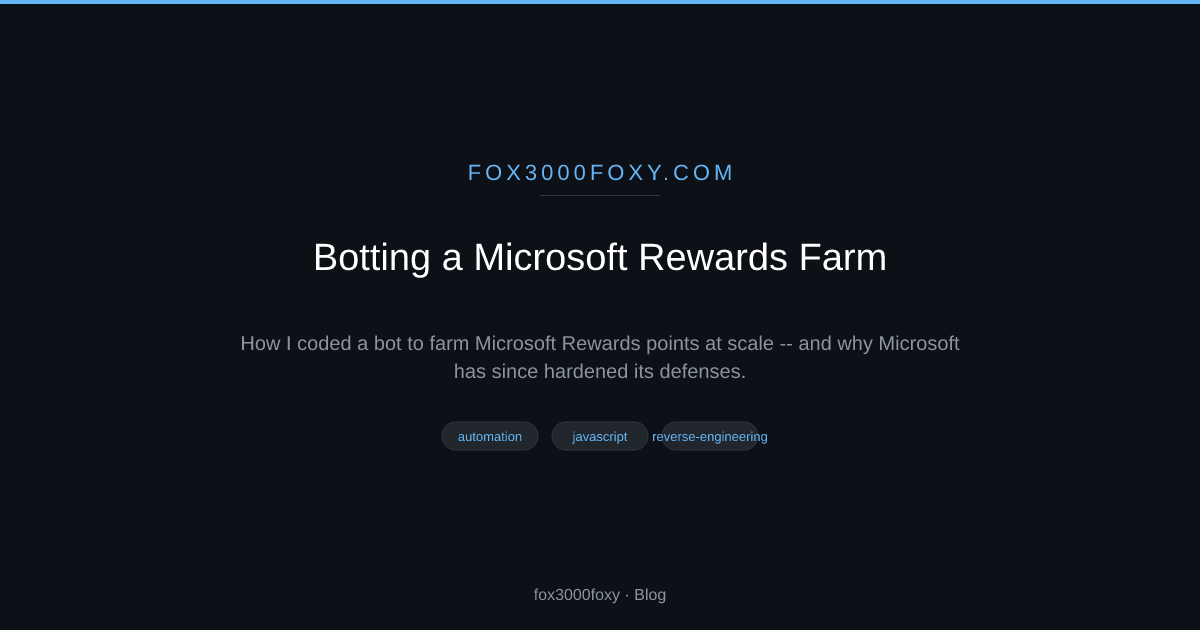 FOX3000FOXY.COM
Botting a Microsoft Rewards Farm
How I coded a bot to farm Microsoft Rewards points at scale -- and why Microsoft
has since hardened its defenses.
automation javascript reverse-engineering
fox3000foxy · Blog